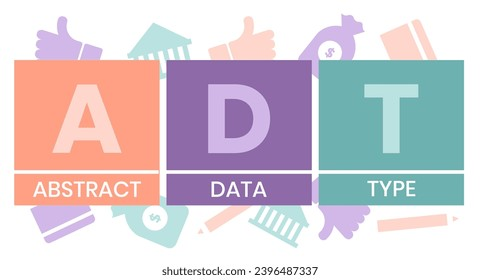 A D T
ABSTRACT DATA TYPE
$
$
shutterstock.com · 2396487337